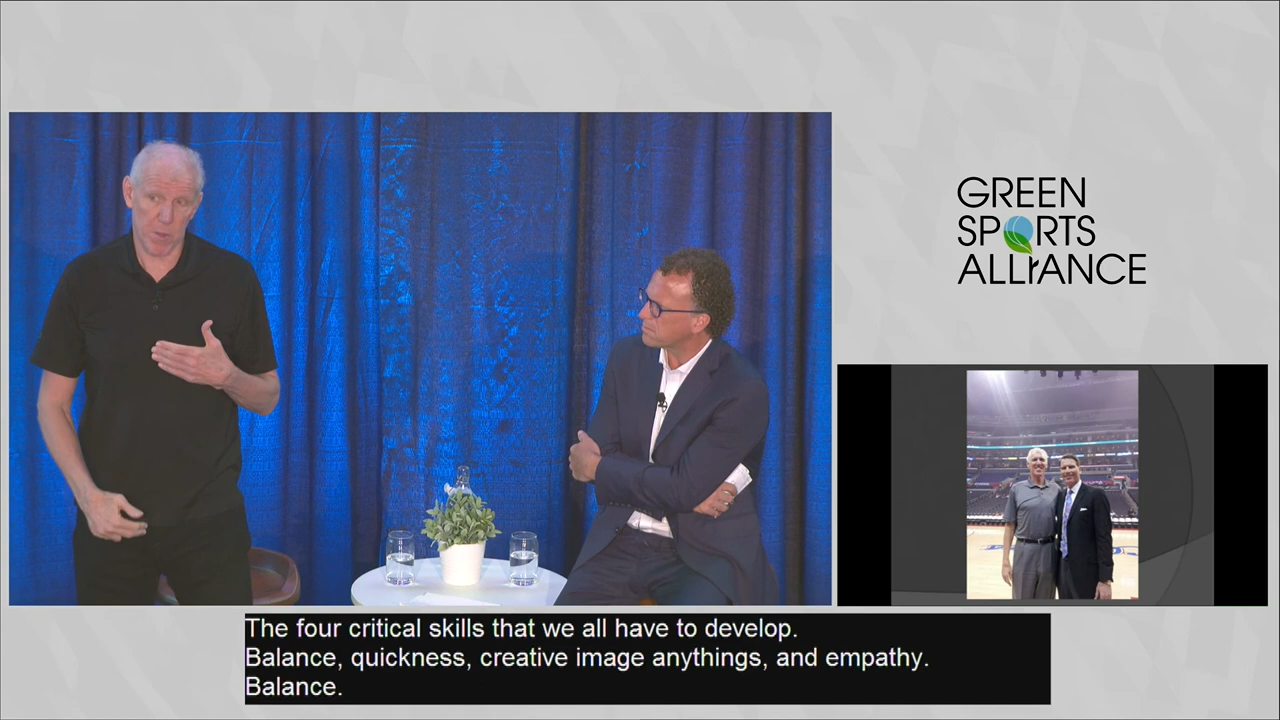 GREEN
SPORTS
ALLIANCE
The four critical skills that we all have to develop.
Balance, quickness, creative image anythings, and empathy.
Balance.